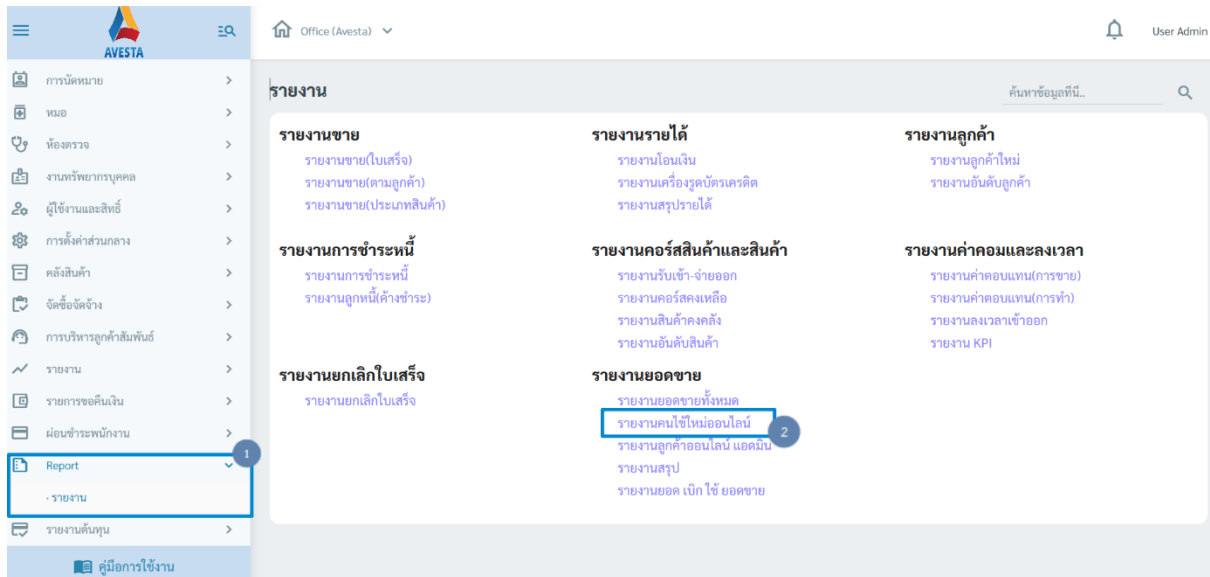 AVESTA
Office (Avesta)
User Admin
การนัดหมาย
หมอ
ห้องตรวจ
งานทรัพยากรบุคคล
ผู้ใช้งานและสิทธิ์
การตั้งค่าส่วนกลาง
คลังสินค้า
จัดซื้อจัดจ้าง
การบริหารลูกค้าสัมพันธ์
รายงาน
รายการขอคืนเงิน
ผ่อนชำระพนักงาน
Report
1
· รายงาน
รายงานต้นทุน
คู่มือการใช้งาน
รายงาน
ค้นหาข้อมูลที่นี่..
รายงานขาย
รายงานขาย(ใบเสร็จ)
รายงานขาย(ตามลูกค้า)
รายงานขาย(ประเภทสินค้า)
รายงานรายได้
รายงานโอนเงิน
รายงานเครื่องรูดบัตรเครดิต
รายงานสรุปรายได้
รายงานลูกค้า
รายงานลูกค้าใหม่
รายงานอันดับลูกค้า
รายงานการชำระหนี้
รายงานการชำระหนี้
รายงานลูกหนี้(ค้างชำระ)
รายงานคอร์สสินค้าและสินค้า
รายงานรับเข้า-จ่ายออก
รายงานคอร์สคงเหลือ
รายงานสินค้าคงคลัง
รายงานอันดับสินค้า
รายงานค่าคอมและลงเวลา
รายงานค่าตอบแทน(การขาย)
รายงานค่าตอบแทน(การทำ)
รายงานลงเวลาเข้าออก
รายงาน KPI
รายงานยกเลิกใบเสร็จ
รายงานยกเลิกใบเสร็จ
รายงานยอดขาย
รายงานยอดขายทั้งหมด
รายงานคนไข้ใหม่ออนไลน์
2
รายงานลูกค้าออนไลน์ แอดมิน
รายงานสรุป
รายงานยอด เบิก ใช้ ยอดขาย